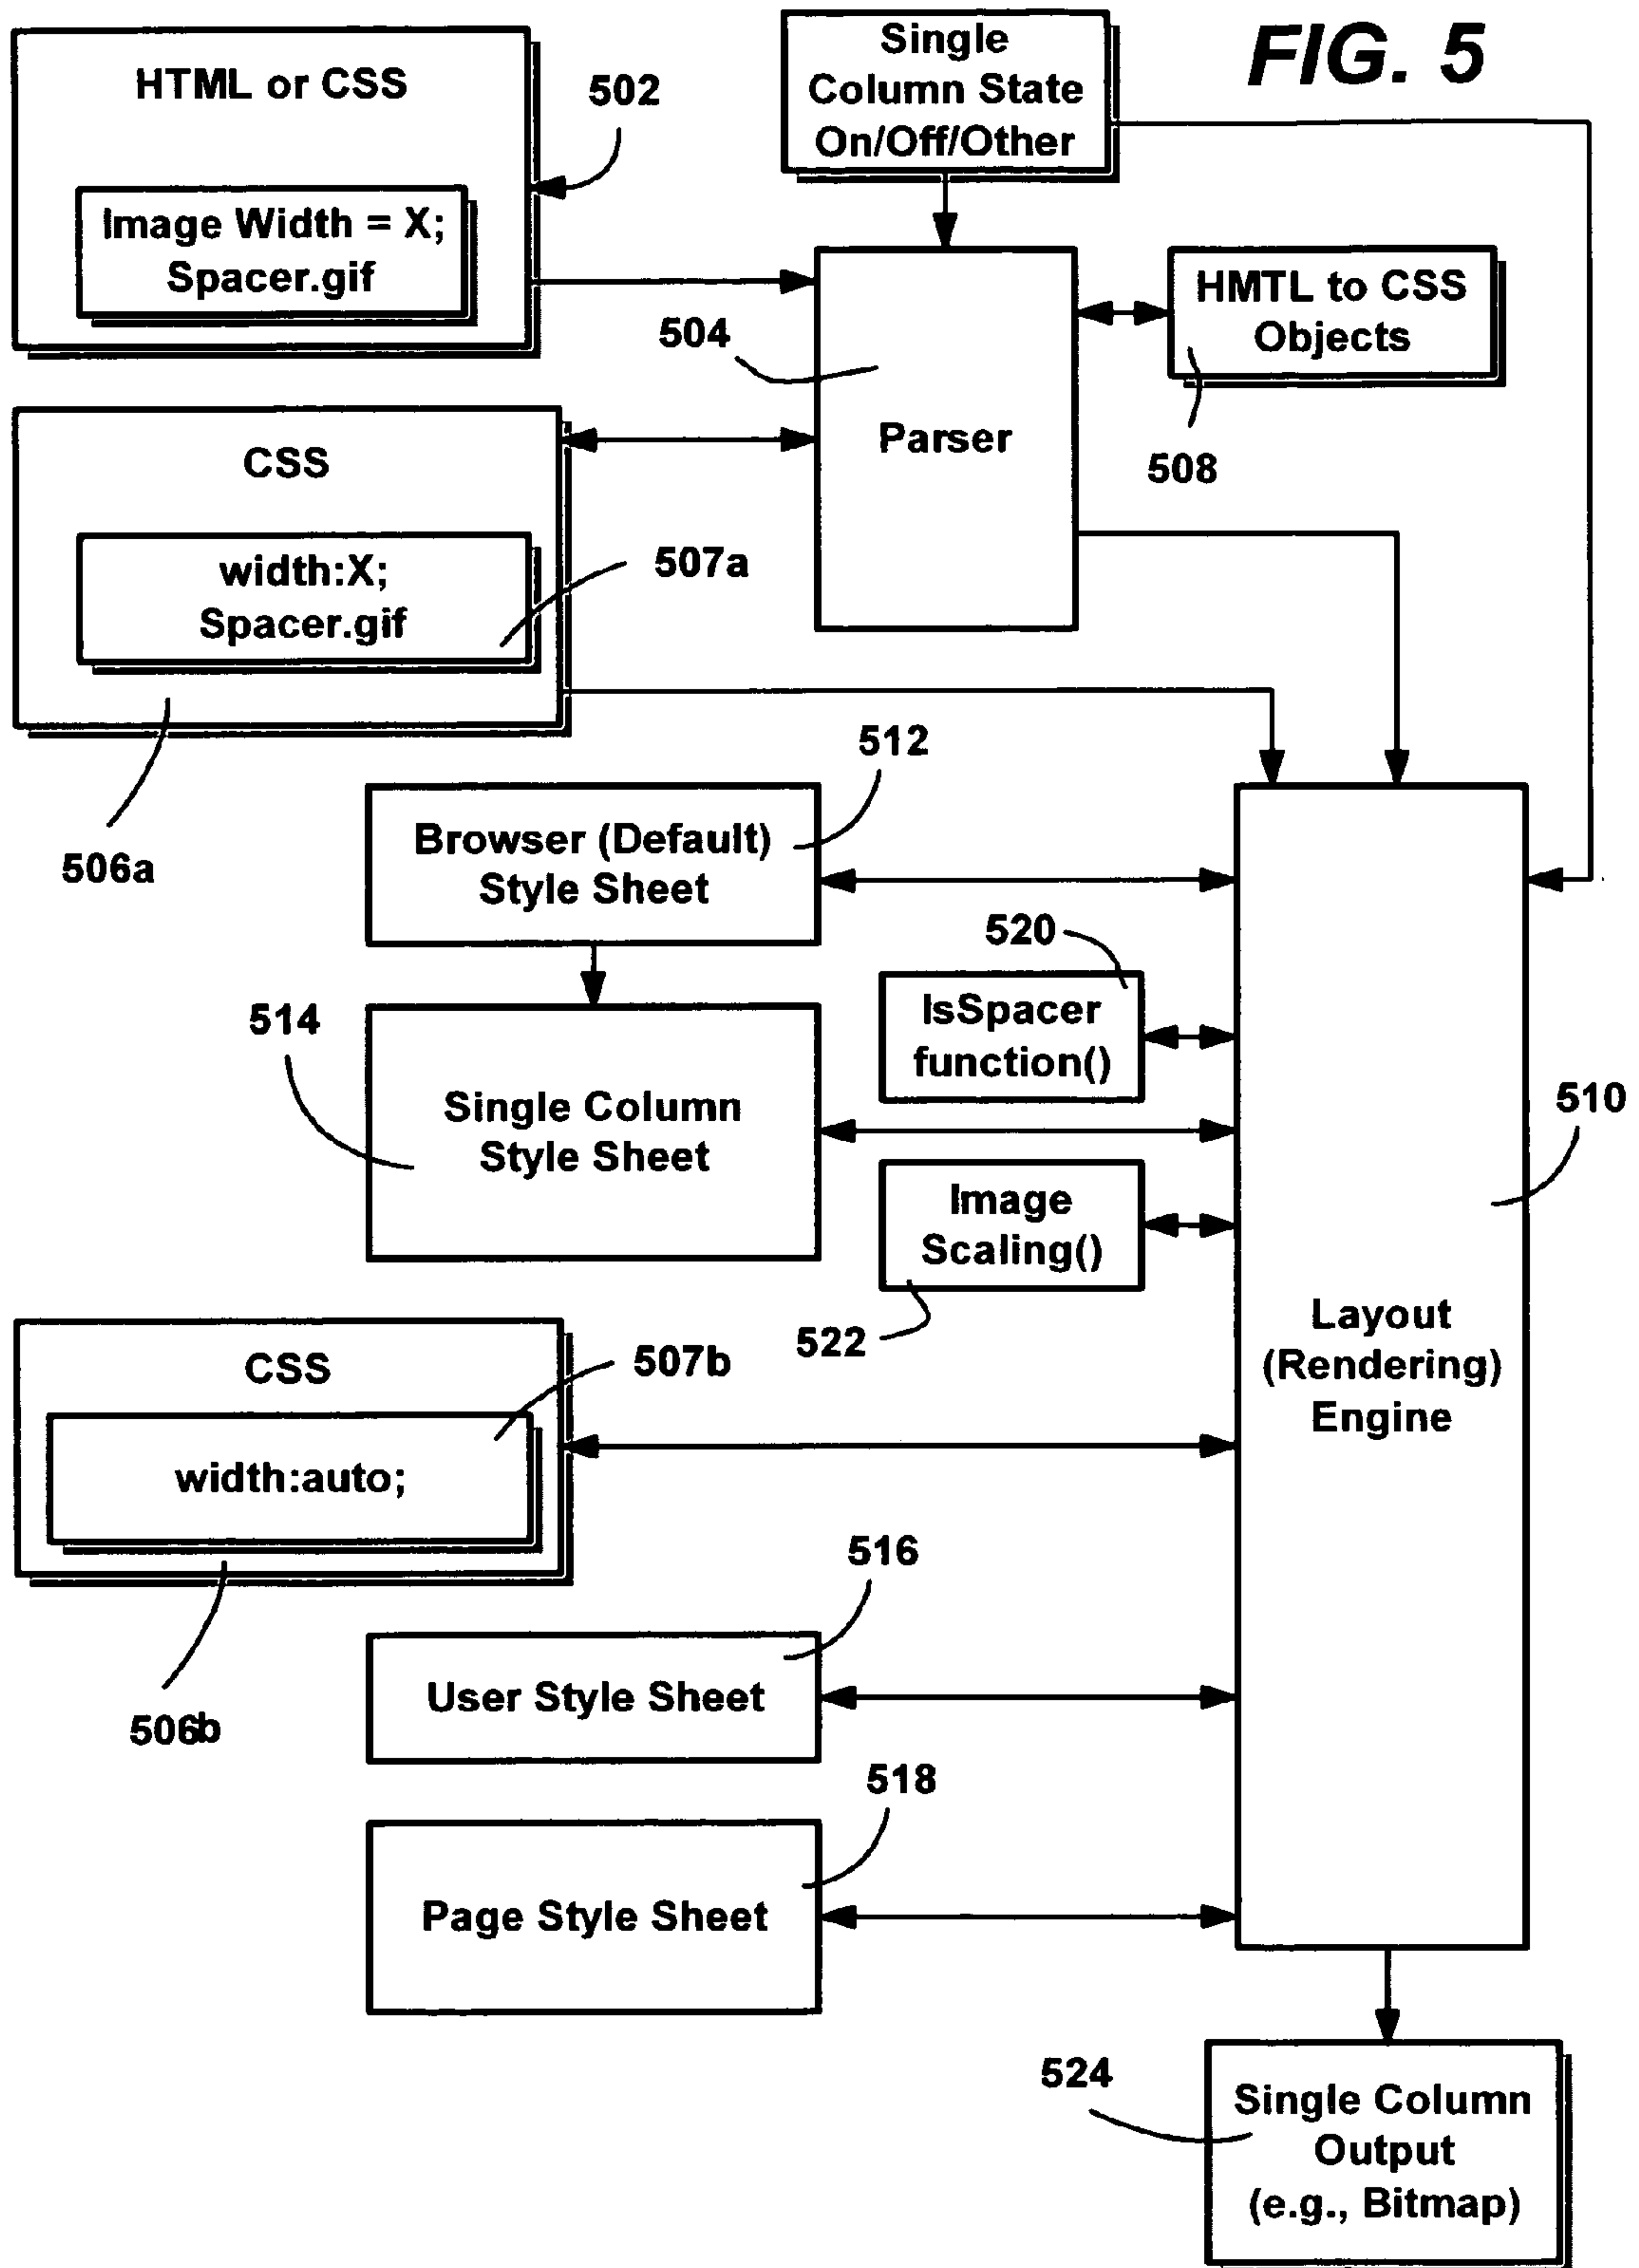 FIG. 5
HTML or CSS
Image Width = X;
Spacer.gif
502
Single
Column State
On/Off/Other
504
Parser
HMTL to CSS
Objects
508
CSS
width:X;
Spacer.gif
507a
506a
512
Browser (Default)
Style Sheet
520
IsSpacer
function()
514
Single Column
Style Sheet
510
Image
Scaling()
522
Layout
(Rendering)
Engine
CSS
507b
width:auto;
506b
516
User Style Sheet
518
Page Style Sheet
524
Single Column
Output
(e.g., Bitmap)